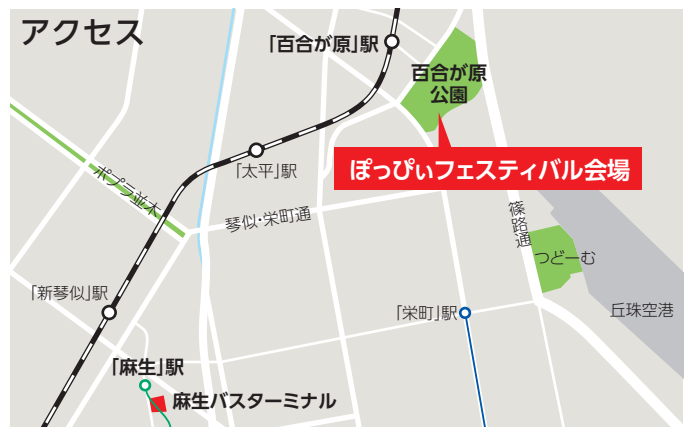 アクセス
「百合が原」駅
百合が原
公園
ぽっぴぃフェスティバル会場
「太平」駅
ポプラ並木
琴似・栄町通
篠路通
つどーむ
「新琴似」駅
「栄町」駅
丘珠空港
「麻生」駅
麻生バスターミナル